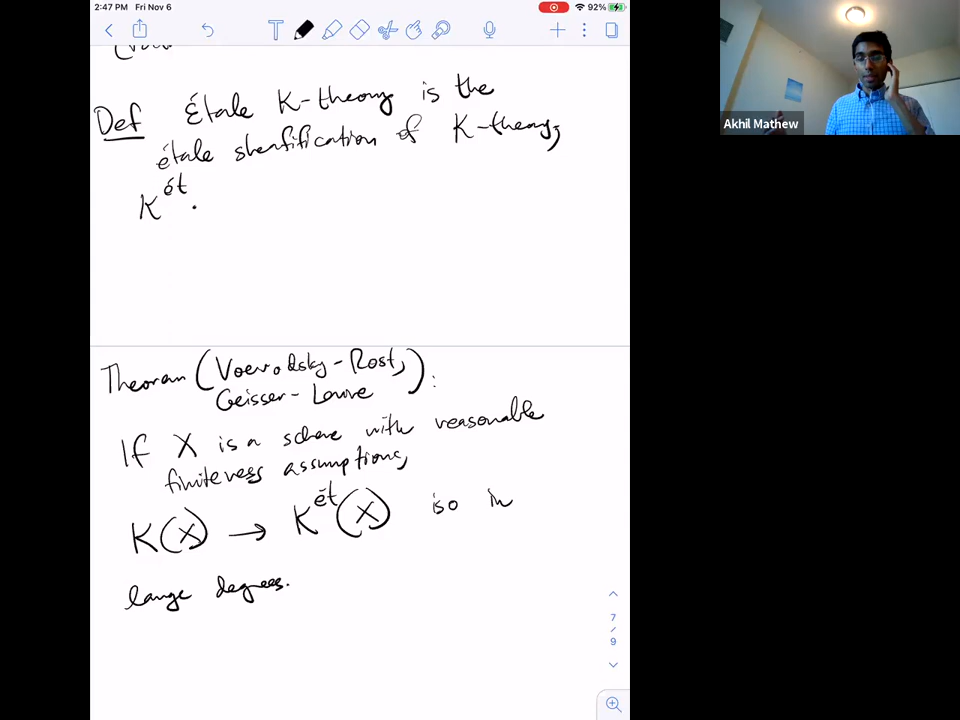 2:47 PM Fri Nov 6
92%
Def Étale K-theory is the
étale sheafification of K-theory,
K^ét.
Theorem (Voevodsky-Rost,
Geisser-Levine):
If X is a scheme with reasonable
finiteness assumptions,
K(X) → K^ét(X) iso in
large degrees.
7
/
9
Akhil Mathew